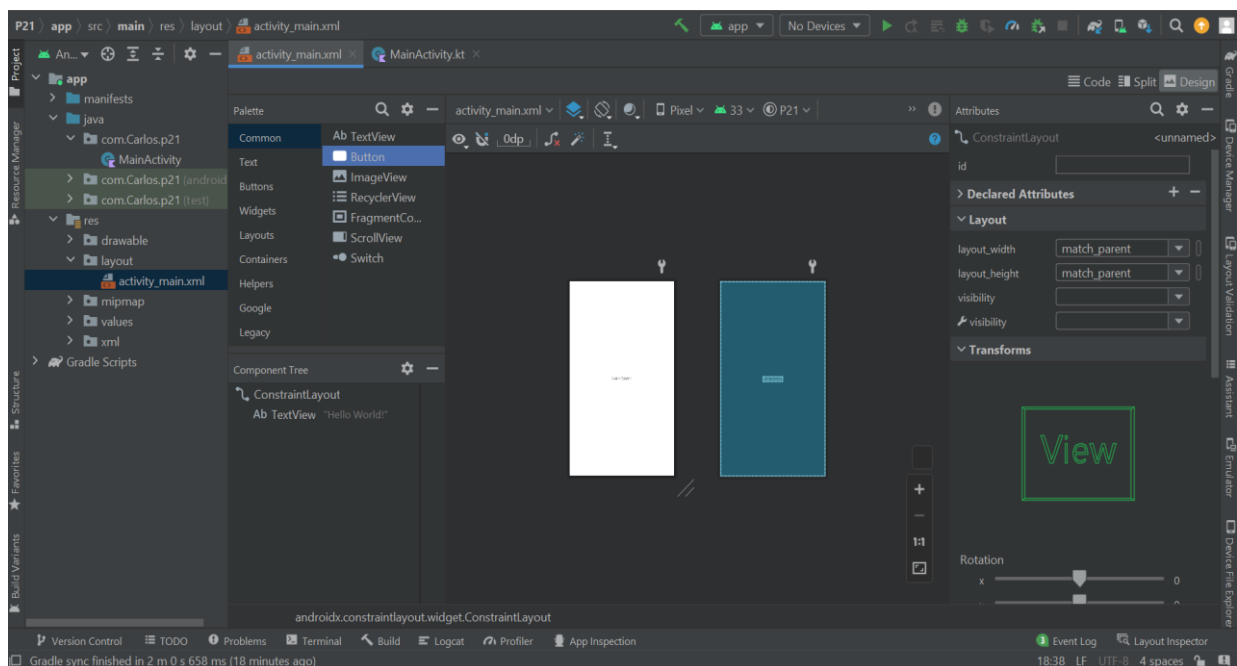 P21 app src main res layout activity_main.xml app No Devices
An... activity_main.xml MainActivity.kt
Code Split Design
Project
Resource Manager
Structure
Favorites
Build Variants
app
manifests
java
com.Carlos.p21
MainActivity
com.Carlos.p21 (android
com.Carlos.p21 (test)
res
drawable
layout
activity_main.xml
mipmap
values
xml
Gradle Scripts
Palette
Common
Text
Buttons
Widgets
Layouts
Containers
Helpers
Google
Legacy
Ab TextView
Button
ImageView
RecyclerView
FragmentCo...
ScrollView
Switch
Component Tree
ConstraintLayout
Ab TextView "Hello World!"
activity_main.xml Pixel 33 P21
0dp
1:1
Attributes
ConstraintLayout <unnamed>
id
Declared Attributes
Layout
layout_width match_parent
layout_height match_parent
visibility
visibility
Transforms
View
Rotation
x 0
0
Gradle
Device Manager
Layout Validation
Assistant
Emulator
Device File Explorer
androidx.constraintlayout.widget.ConstraintLayout
Version Control TODO Problems Terminal Build Logcat Profiler App Inspection 3 Event Log Layout Inspector
Gradle sync finished in 2 m 0 s 658 ms (18 minutes ago) 18:38 LF UTF-8 4 spaces